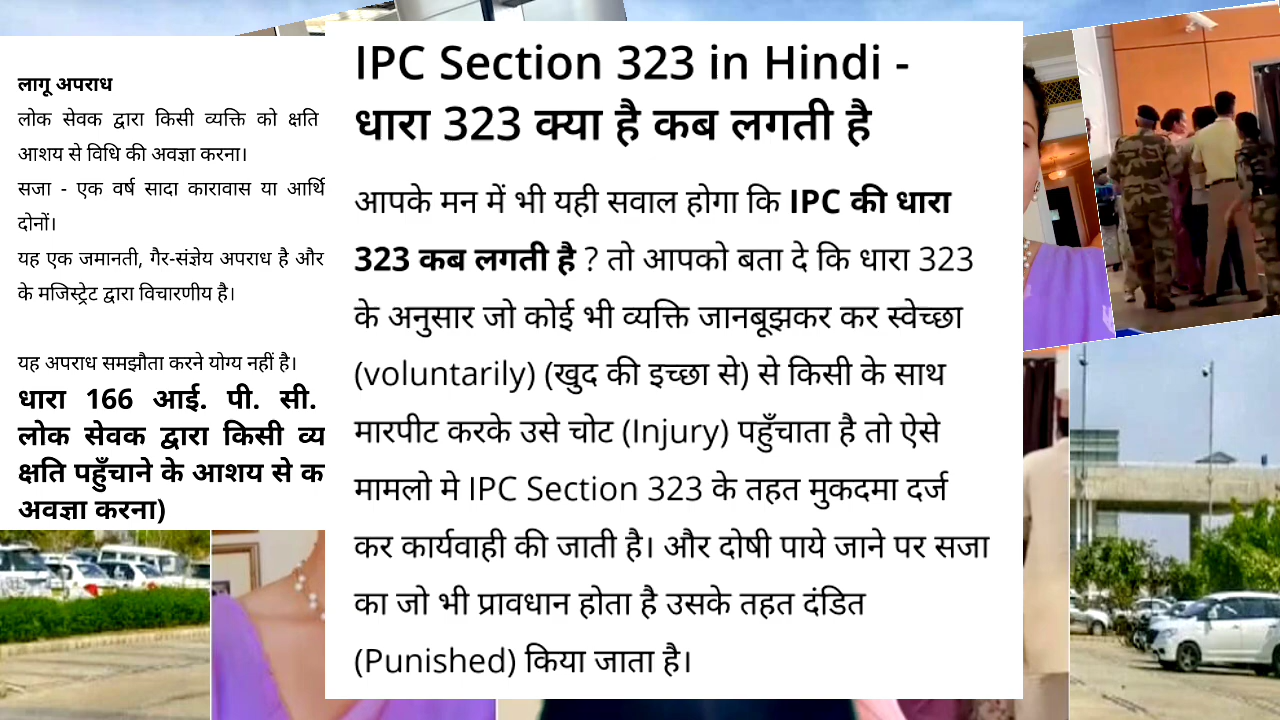 लागू अपराध
लोक सेवक द्वारा किसी व्यक्ति को क्षति
आशय से विधि की अवज्ञा करना।
सजा - एक वर्ष सादा कारावास या आर्थि
दोनों।
यह एक जमानती, गैर-संज्ञेय अपराध है और
के मजिस्ट्रेट द्वारा विचारणीय है।
यह अपराध समझौता करने योग्य नहीं है।
धारा 166 आई. पी. सी.
लोक सेवक द्वारा किसी व्य
क्षति पहुँचाने के आशय से क
अवज्ञा करना)
IPC Section 323 in Hindi -
धारा 323 क्या है कब लगती है
आपके मन में भी यही सवाल होगा कि IPC की धारा
323 कब लगती है ? तो आपको बता दे कि धारा 323
के अनुसार जो कोई भी व्यक्ति जानबूझकर कर स्वेच्छा
(voluntarily) (खुद की इच्छा से) से किसी के साथ
मारपीट करके उसे चोट (Injury) पहुँचाता है तो ऐसे
मामलो मे IPC Section 323 के तहत मुकदमा दर्ज
कर कार्यवाही की जाती है। और दोषी पाये जाने पर सजा
का जो भी प्रावधान होता है उसके तहत दंडित
(Punished) किया जाता है।